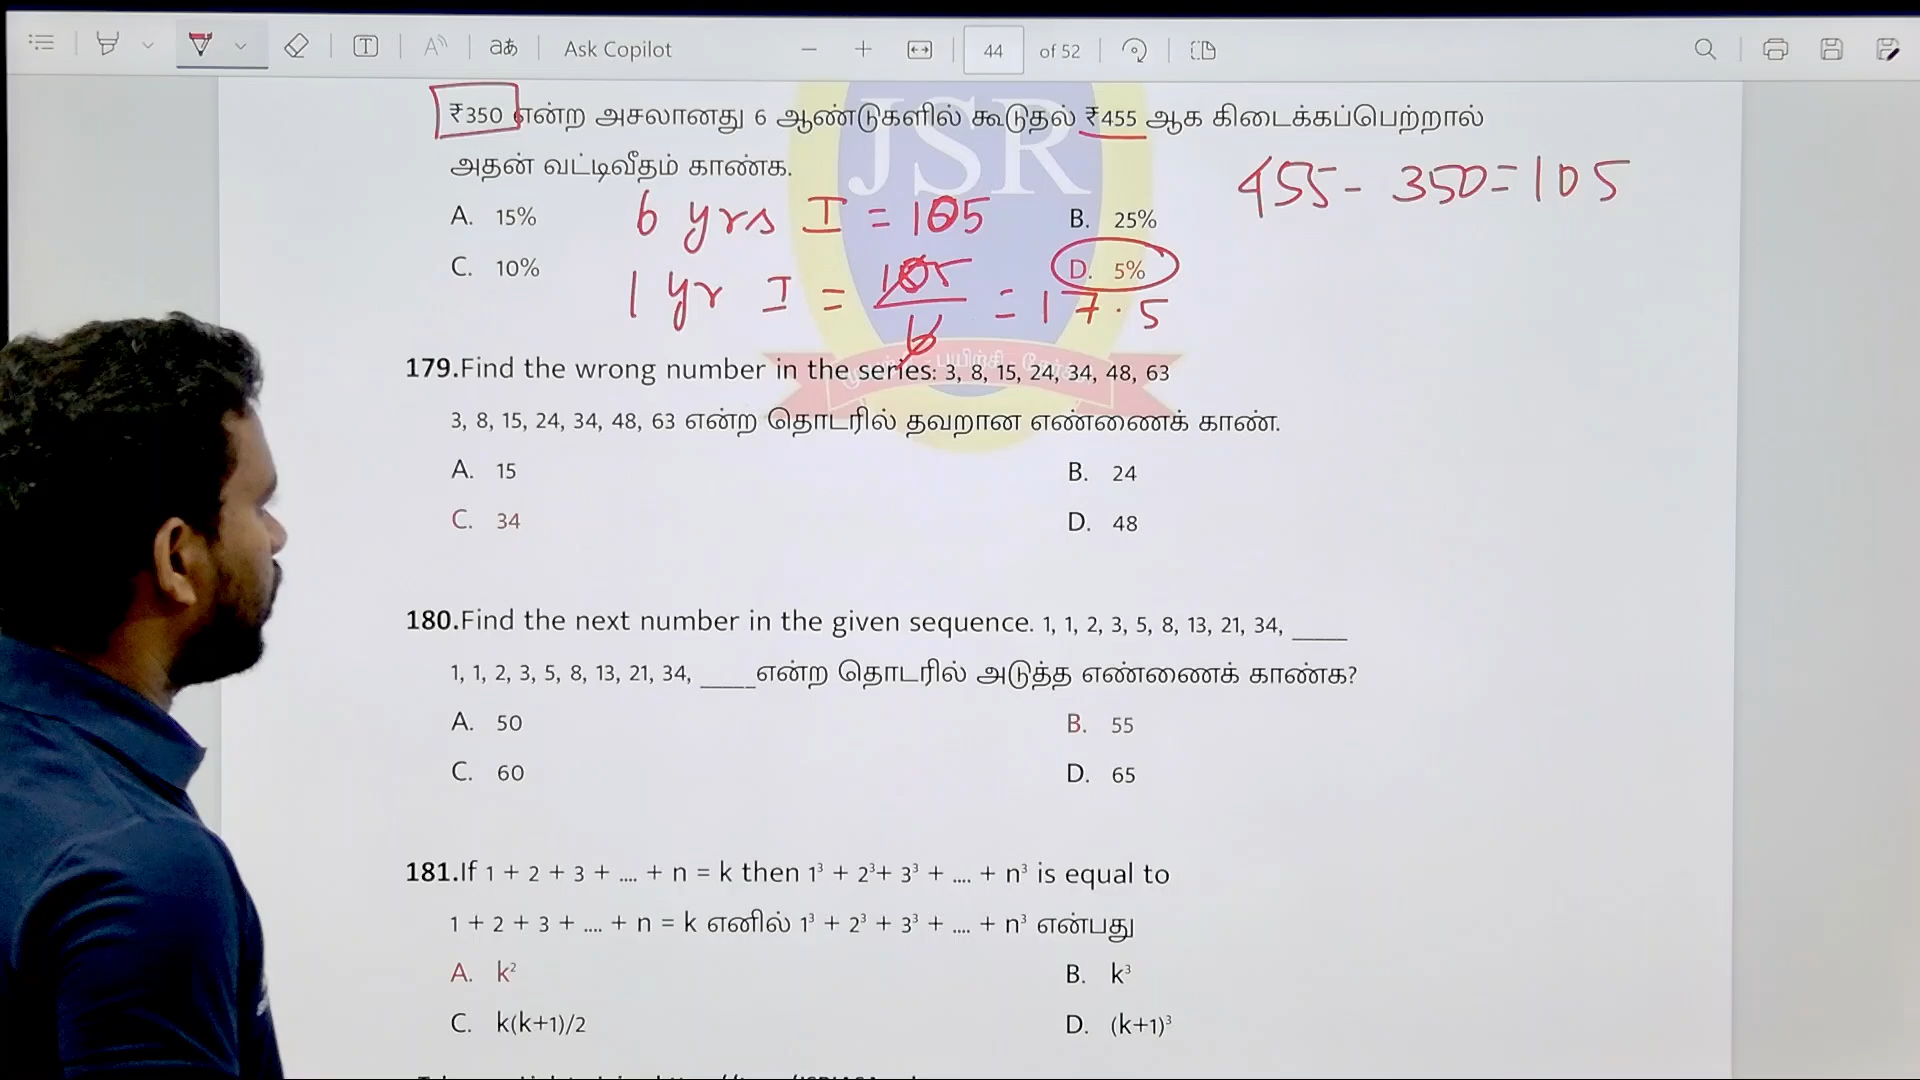 aあ Ask Copilot 44 of 52
₹350 என்ற அசலானது 6 ஆண்டுகளில் கூடுதல் ₹455 ஆக கிடைக்கப்பெற்றால்
அதன் வட்டிவீதம் காண்க.
455 - 350 = 105
A. 15%
B. 25%
6 yrs I = 105
C. 10%
D. 5%
1 yr I = 105/6 = 17.5
JSR
179.Find the wrong number in the series: 3, 8, 15, 24, 34, 48, 63
3, 8, 15, 24, 34, 48, 63 என்ற தொடரில் தவறான எண்ணைக் காண்.
A. 15
B. 24
C. 34
D. 48
180.Find the next number in the given sequence. 1, 1, 2, 3, 5, 8, 13, 21, 34, _____
1, 1, 2, 3, 5, 8, 13, 21, 34, _____என்ற தொடரில் அடுத்த எண்ணைக் காண்க?
A. 50
B. 55
C. 60
D. 65
181.If 1 + 2 + 3 + .... + n = k then 1³ + 2³+ 3³ + .... + n³ is equal to
1 + 2 + 3 + .... + n = k எனில் 1³ + 2³ + 3³ + .... + n³ என்பது
A. k²
B. k³
C. k(k+1)/2
D. (k+1)³